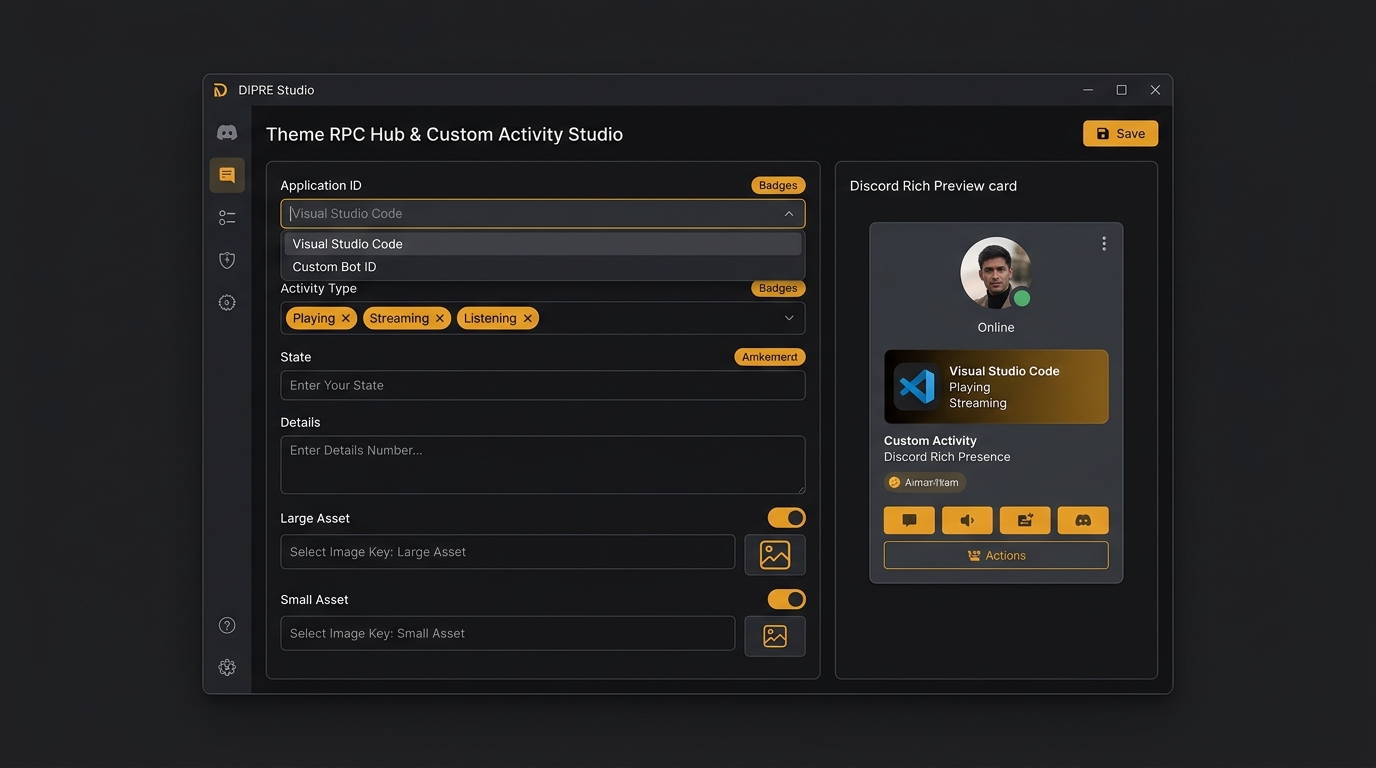 DIPRE Studio
Theme RPC Hub & Custom Activity Studio
Save
Application ID
Badges
Visual Studio Code
Visual Studio Code
Custom Bot ID
Activity Type
Badges
Playing
Streaming
Listening
State
Amkemerd
Enter Your State
Details
Enter Details Number...
Large Asset
Select Image Key: Large Asset
Small Asset
Select Image Key: Small Asset
Discord Rich Preview card
Online
Visual Studio Code
Playing
Streaming
Custom Activity
Discord Rich Presence
Actions